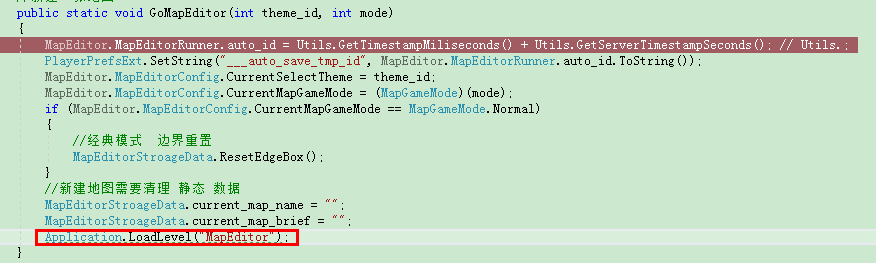 public static void GoMapEditor(int theme_id, int mode)
{
MapEditor.MapEditorRunner.auto_id = Utils.GetTimestampMiliseconds() + Utils.GetServerTimestampSeconds(); // Utils.;
PlayerPrefsExt.SetString("___auto_save_tmp_id", MapEditor.MapEditorRunner.auto_id.ToString());
MapEditor.MapEditorConfig.CurrentSelectTheme = theme_id;
MapEditor.MapEditorConfig.CurrentMapGameMode = (MapGameMode)(mode);
if (MapEditor.MapEditorConfig.CurrentMapGameMode == MapGameMode.Normal)
{
//经典模式 边界重置
MapEditorStroageData.ResetEdgeBox();
}
//新建地图需要清理 静态 数据
MapEditorStroageData.current_map_name = "";
MapEditorStroageData.current_map_brief = "";
Application.LoadLevel("MapEditor");
}